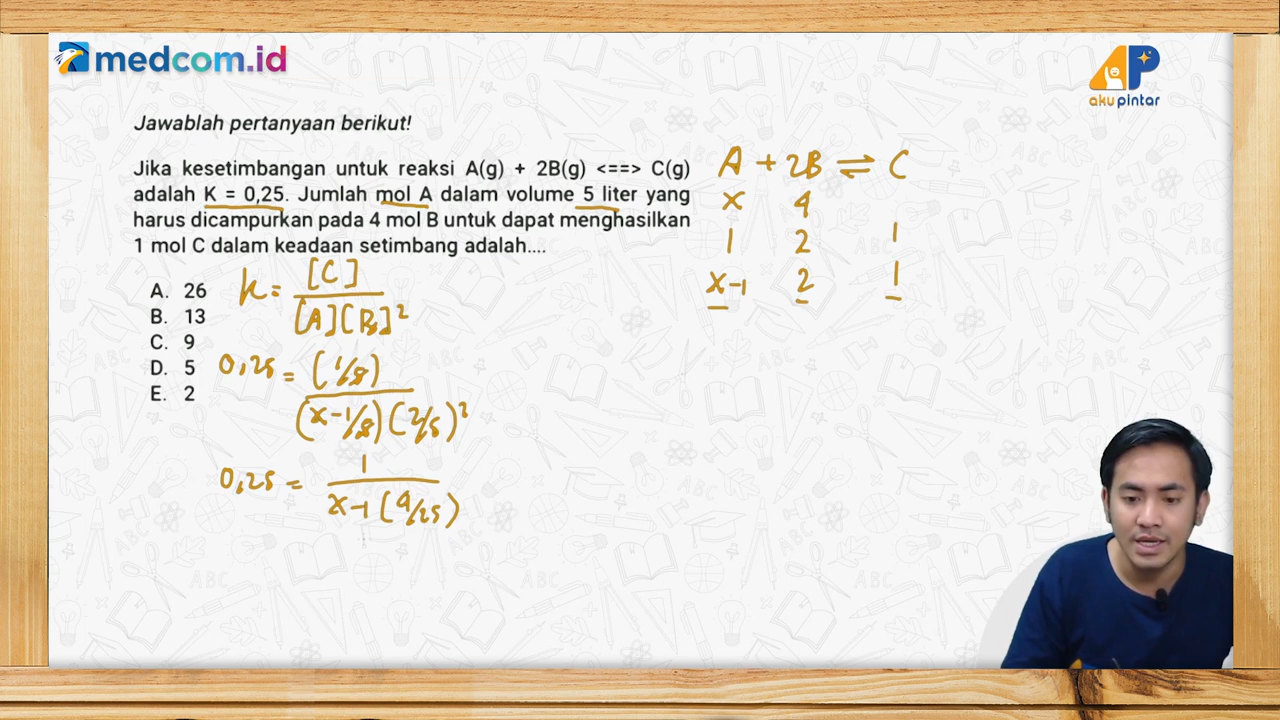 medcom.id
aku pintar
Jawablah pertanyaan berikut!
Jika kesetimbangan untuk reaksi A(g) + 2B(g) <==> C(g)
adalah K = 0,25. Jumlah mol A dalam volume 5 liter yang
harus dicampurkan pada 4 mol B untuk dapat menghasilkan
1 mol C dalam keadaan setimbang adalah....
A. 26
B. 13
C. 9
D. 5
E. 2
K = [C] / [A][B]²
0,25 = (1/5) / (x-1/5)(2/5)²
0,25 = 1 / x-1 (4/25)
A + 2B ⇌ C
x 4
1 2 1
x-1 2 1